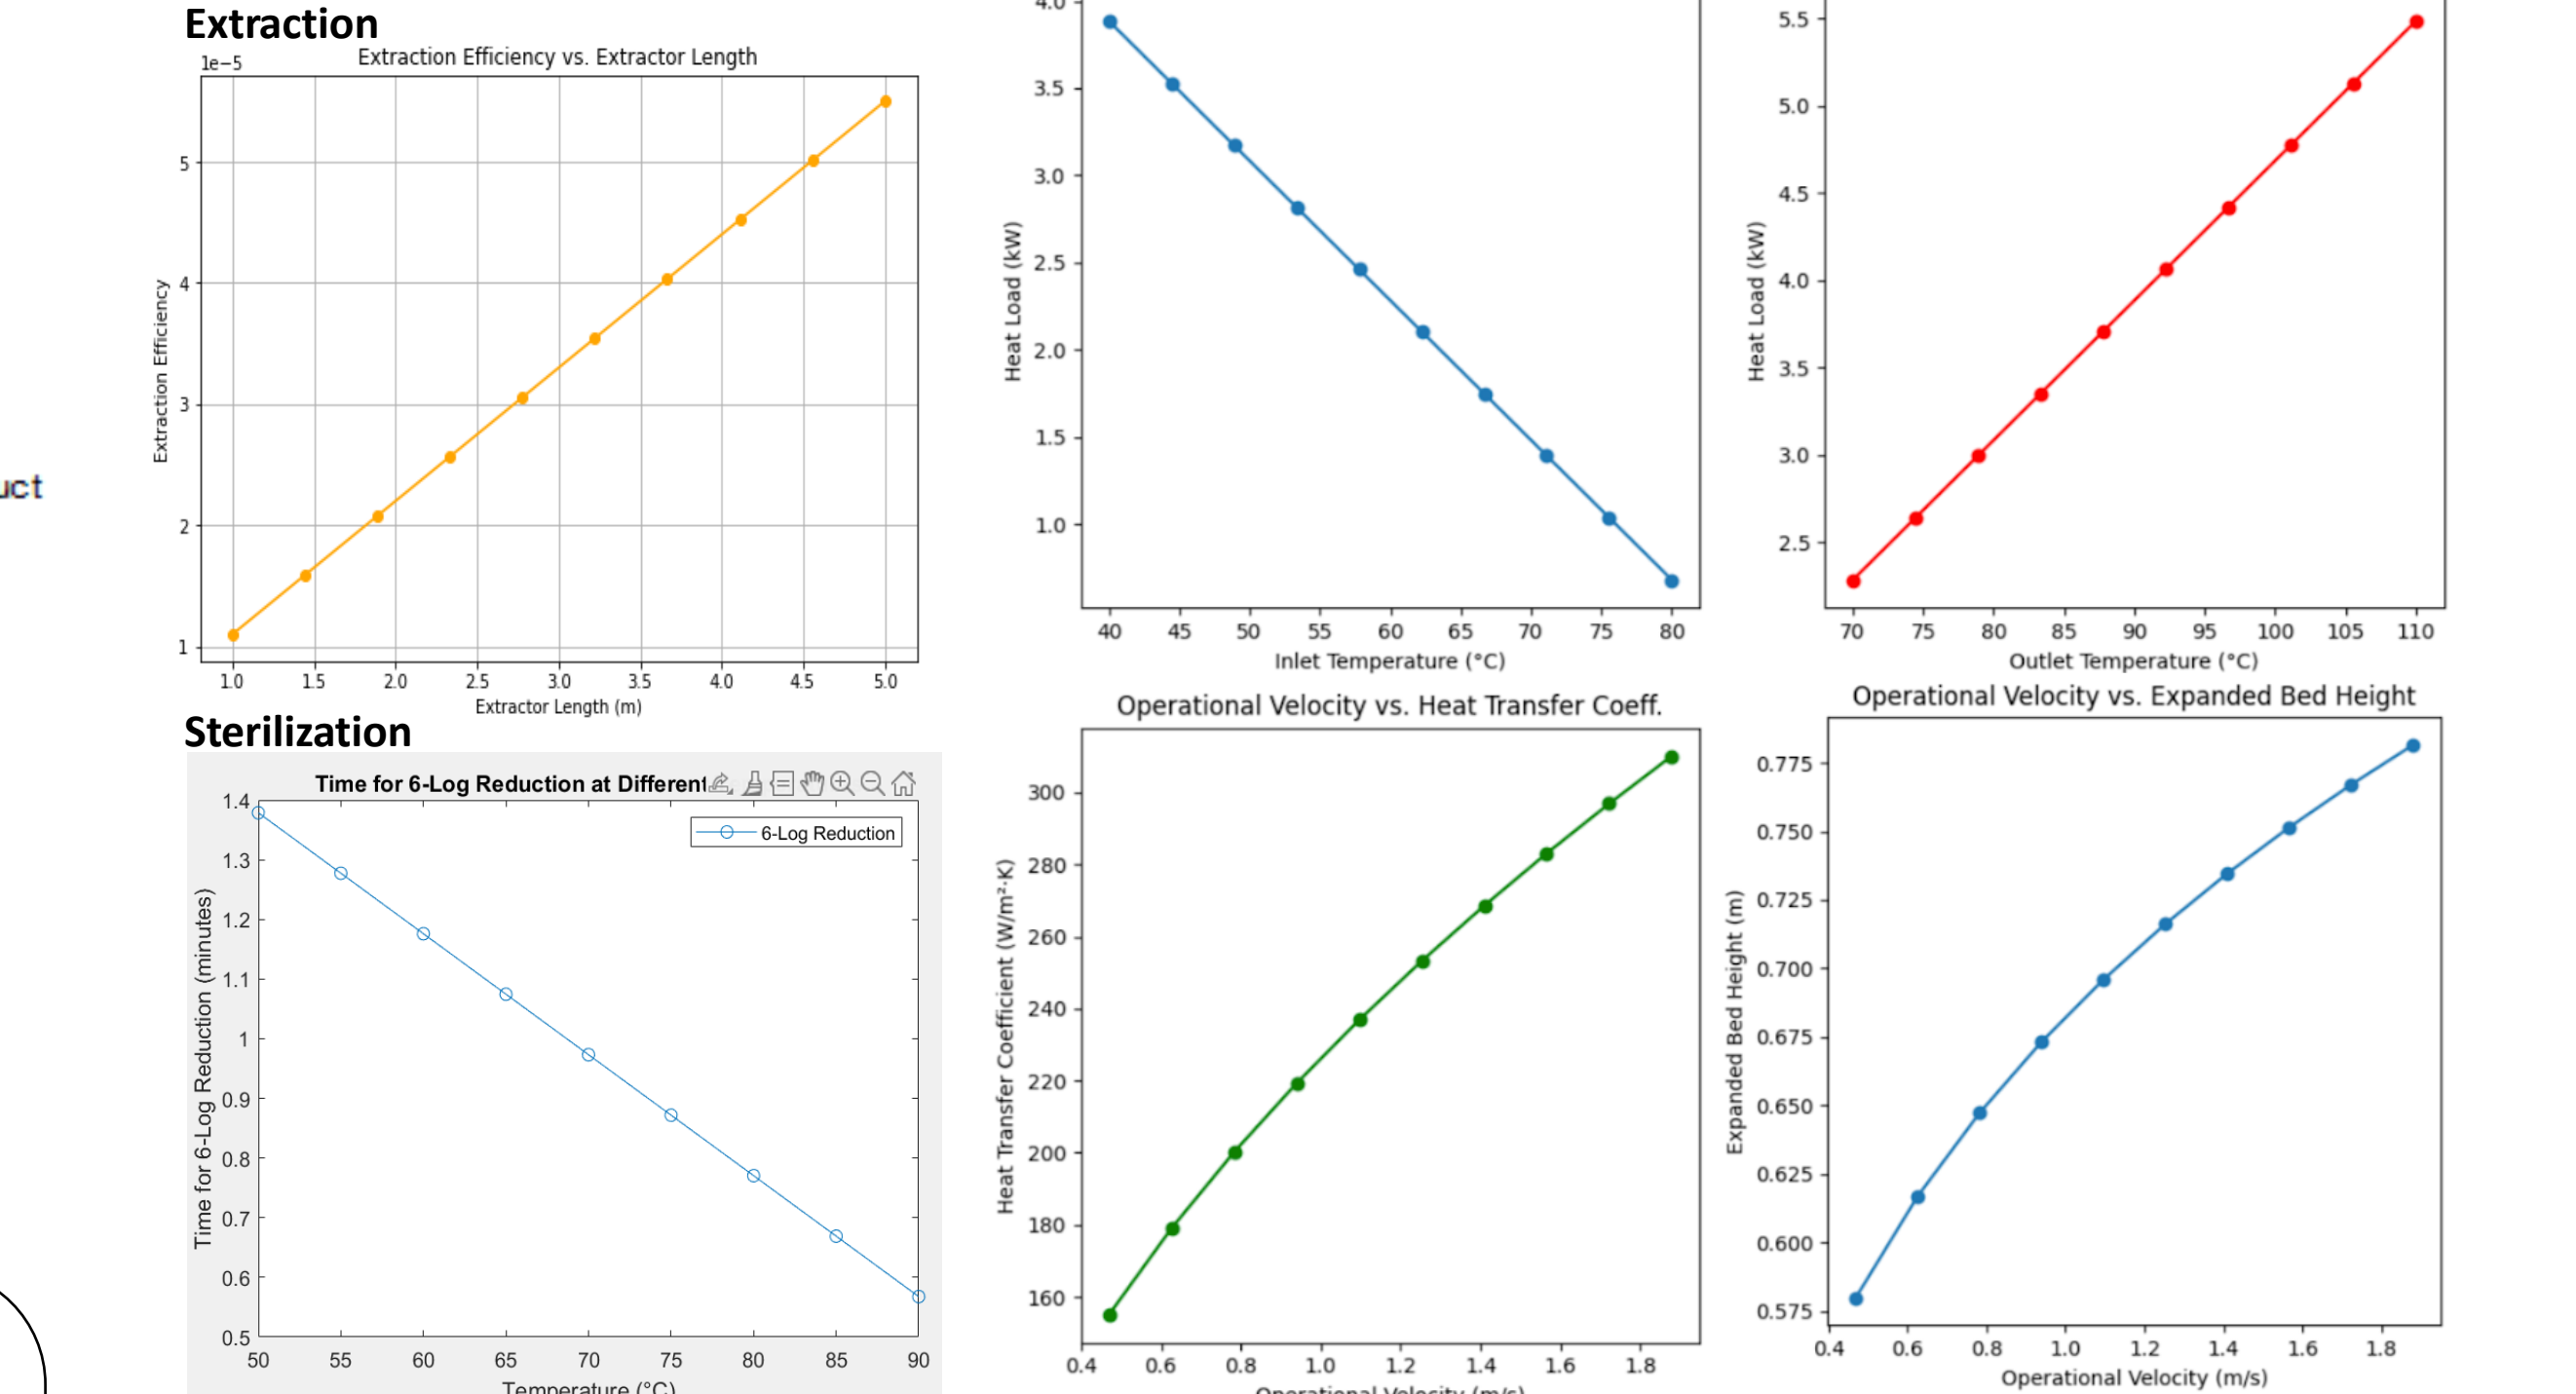 Extraction
Extraction Efficiency vs. Extractor Length
1e−5
5
4
3
2
1
Extraction Efficiency
1.0 1.5 2.0 2.5 3.0 3.5 4.0 4.5 5.0
Extractor Length (m)
uct
4.0
3.5
3.0
2.5
2.0
1.5
1.0
Heat Load (kW)
40 45 50 55 60 65 70 75 80
Inlet Temperature (°C)
5.5
5.0
4.5
4.0
3.5
3.0
2.5
Heat Load (kW)
70 75 80 85 90 95 100 105 110
Outlet Temperature (°C)
Sterilization
Time for 6-Log Reduction at Different
6-Log Reduction
1.4
1.3
1.2
1.1
1
0.9
0.8
0.7
0.6
0.5
Time for 6-Log Reduction (minutes)
50 55 60 65 70 75 80 85 90
Temperature (°C)
Operational Velocity vs. Heat Transfer Coeff.
300
280
260
240
220
200
180
160
Heat Transfer Coefficient (W/m²·K)
0.4 0.6 0.8 1.0 1.2 1.4 1.6 1.8
Operational Velocity (m/s)
Operational Velocity vs. Expanded Bed Height
0.775
0.750
0.725
0.700
0.675
0.650
0.625
0.600
0.575
Expanded Bed Height (m)
0.4 0.6 0.8 1.0 1.2 1.4 1.6 1.8
Operational Velocity (m/s)